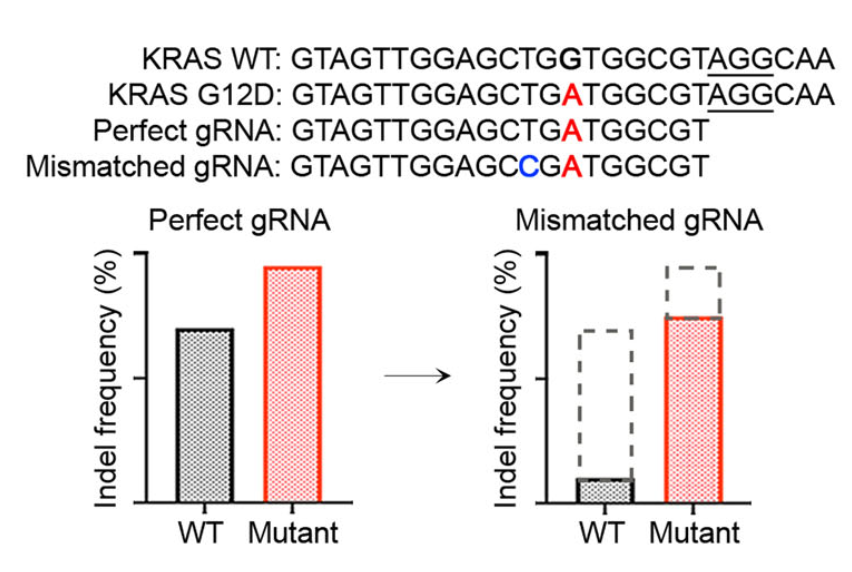 KRAS WT: GTAGTTGGAGCTGGTGGCGTAGGCAA
KRAS G12D: GTAGTTGGAGCTGATGGCGTAGGCAA
Perfect gRNA: GTAGTTGGAGCTGATGGCGT
Mismatched gRNA: GTAGTTGGAGCCGATGGCGT
Perfect gRNA
Indel frequency (%)
WT Mutant
Mismatched gRNA
Indel frequency (%)
WT Mutant